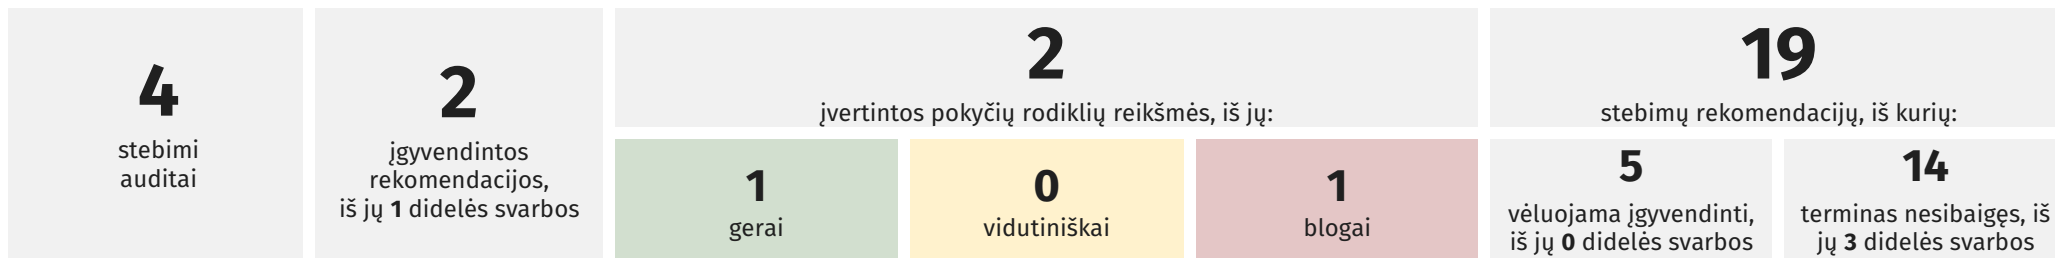 4
stebimi
auditai
2
įgyvendintos
rekomendacijos,
iš jų 1 didelės svarbos
2
įvertintos pokyčių rodiklių reikšmės, iš jų:
1
gerai
0
vidutiniškai
1
blogai
19
stebimų rekomendacijų, iš kurių:
5
vėluojama įgyvendinti,
iš jų 0 didelės svarbos
14
terminas nesibaigęs, iš
jų 3 didelės svarbos